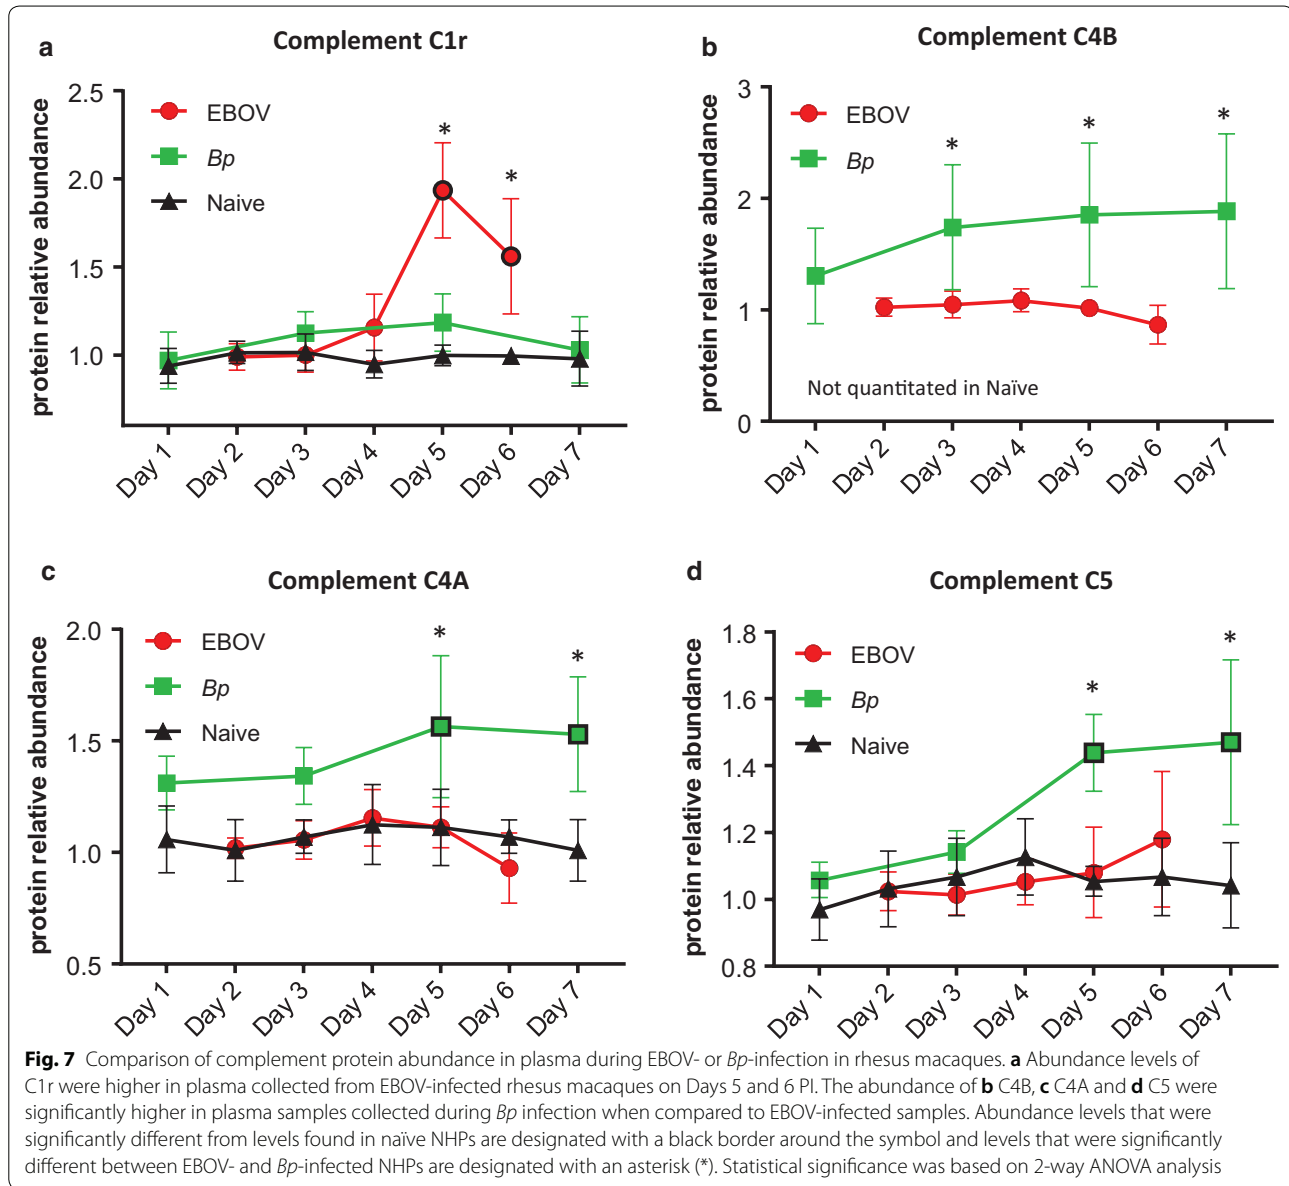 a
Complement C1r
protein relative abundance
2.5
2.0
1.5
1.0
EBOV
Bp
Naive
*
*
Day 1
Day 2
Day 3
Day 4
Day 5
Day 6
Day 7
b
Complement C4B
protein relative abundance
3
2
1
0
EBOV
Bp
*
*
*
Not quantitated in Naïve
Day 1
Day 2
Day 3
Day 4
Day 5
Day 6
Day 7
c
Complement C4A
protein relative abundance
2.0
1.5
1.0
0.5
EBOV
Bp
Naive
*
*
Day 1
Day 2
Day 3
Day 4
Day 5
Day 6
Day 7
d
Complement C5
protein relative abundance
1.8
1.6
1.4
1.2
1.0
0.8
EBOV
Bp
Naive
*
*
Day 1
Day 2
Day 3
Day 4
Day 5
Day 6
Day 7
Fig. 7 Comparison of complement protein abundance in plasma during EBOV- or Bp-infection in rhesus macaques. a Abundance levels of
C1r were higher in plasma collected from EBOV-infected rhesus macaques on Days 5 and 6 PI. The abundance of b C4B, c C4A and d C5 were
significantly higher in plasma samples collected during Bp infection when compared to EBOV-infected samples. Abundance levels that were
significantly different from levels found in naïve NHPs are designated with a black border around the symbol and levels that were significantly
different between EBOV- and Bp-infected NHPs are designated with an asterisk (*). Statistical significance was based on 2-way ANOVA analysis